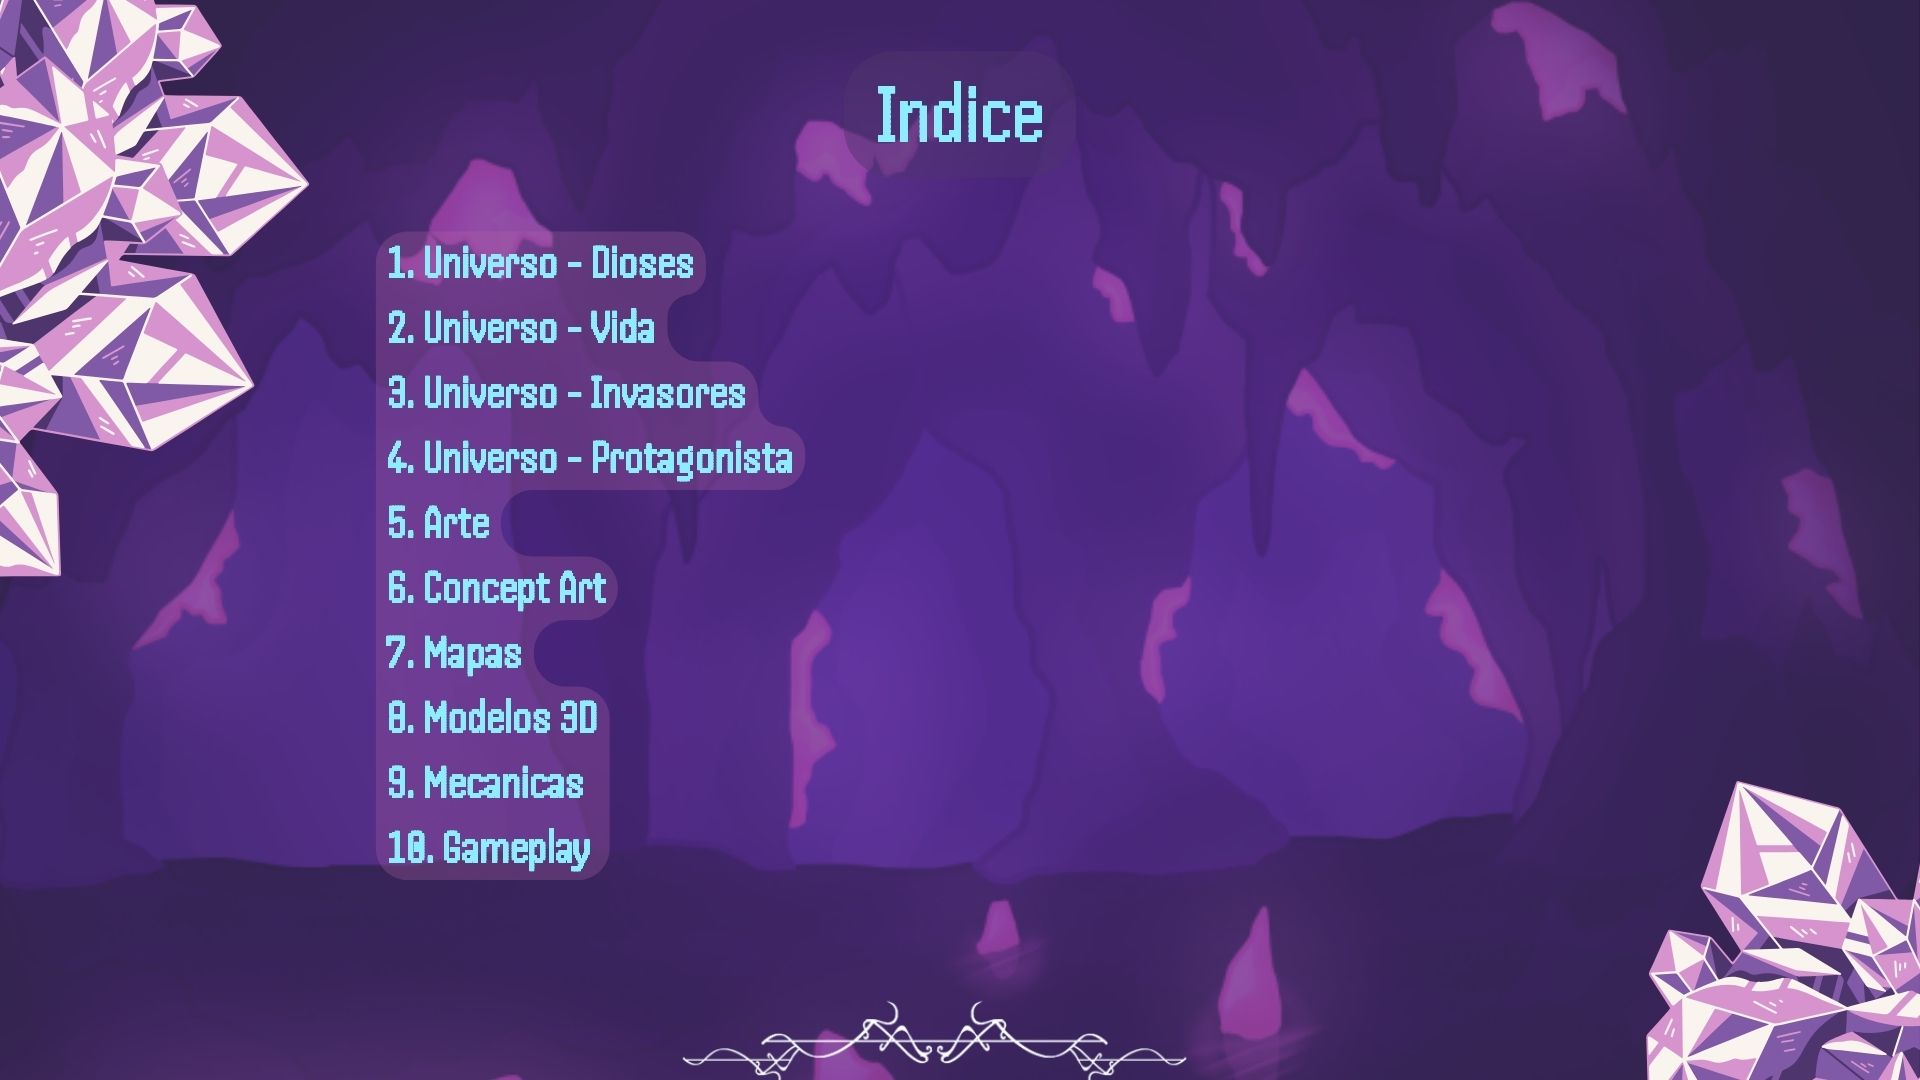 Indice
1. Universo - Dioses
2. Universo - Vida
3. Universo - Invasores
4. Universo - Protagonista
5. Arte
6. Concept Art
7. Mapas
8. Modelos 3D
9. Mecanicas
10. Gameplay